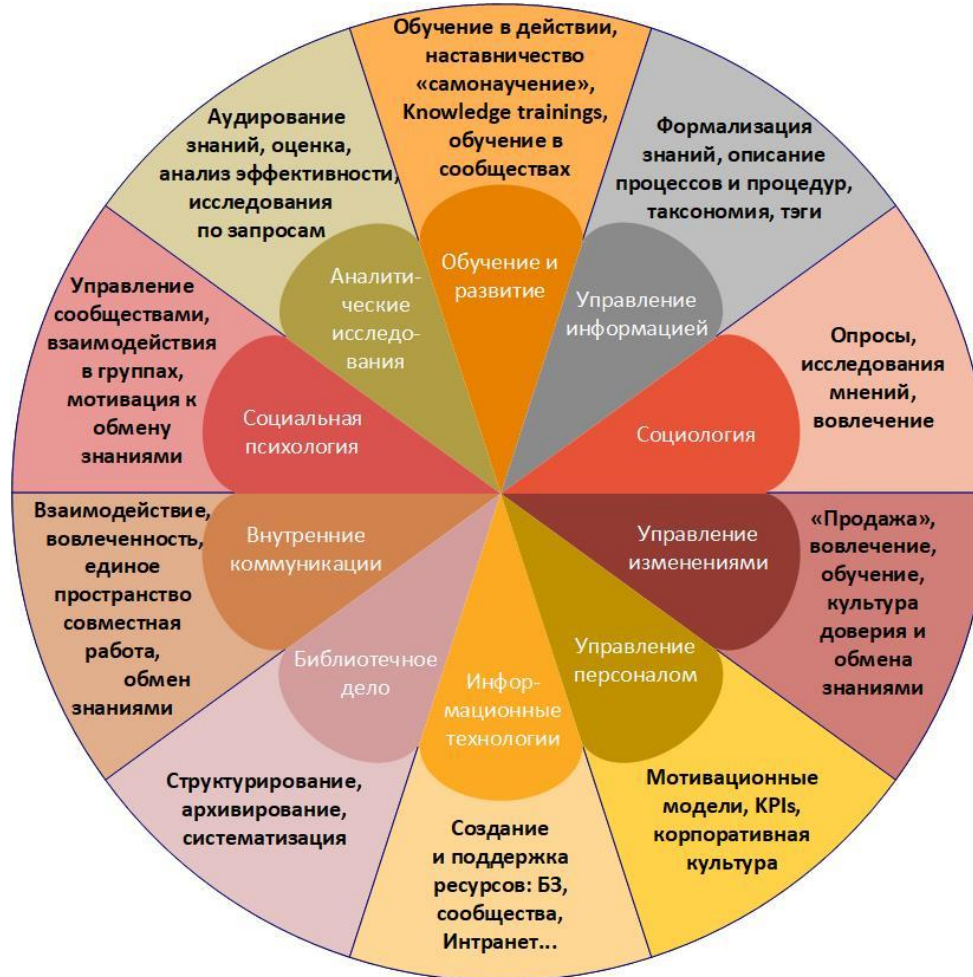 Обучение в действии,
наставничество
«самонаучение»,
Knowledge trainings,
обучение в
сообществах
Обучение и
развитие
Формализация
знаний, описание
процессов и процедур,
таксономия, тэги
Управление
информацией
Опросы,
исследования
мнений,
вовлечение
Социология
«Продажа»,
вовлечение,
обучение,
культура
доверия и
обмена
знаниями
Управление
изменениями
Мотивационные
модели, KPIs,
корпоративная
культура
Управление
персоналом
Создание
и поддержка
ресурсов: БЗ,
сообщества,
Интранет...
Инфор-
мационные
технологии
Структурирование,
архивирование,
систематизация
Библиотечное
дело
Взаимодействие,
вовлеченность,
единое
пространство
совместная
работа,
обмен
знаниями
Внутренние
коммуникации
Управление
сообществами,
взаимодействия
в группах,
мотивация к
обмену
знаниями
Социальная
психология
Аудирование
знаний, оценка,
анализ эффективности,
исследования
по запросам
Аналити-
ческие
исследо-
вания